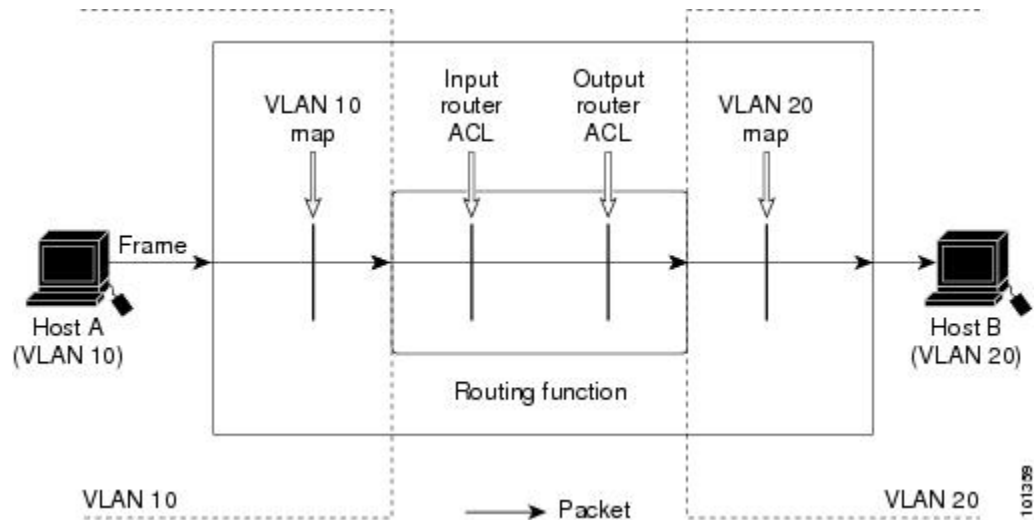 VLAN 10
map
Input
router
ACL
Output
router
ACL
VLAN 20
map
Frame
Host A
(VLAN 10)
Host B
(VLAN 20)
Routing function
VLAN 10
Packet
VLAN 20
101359